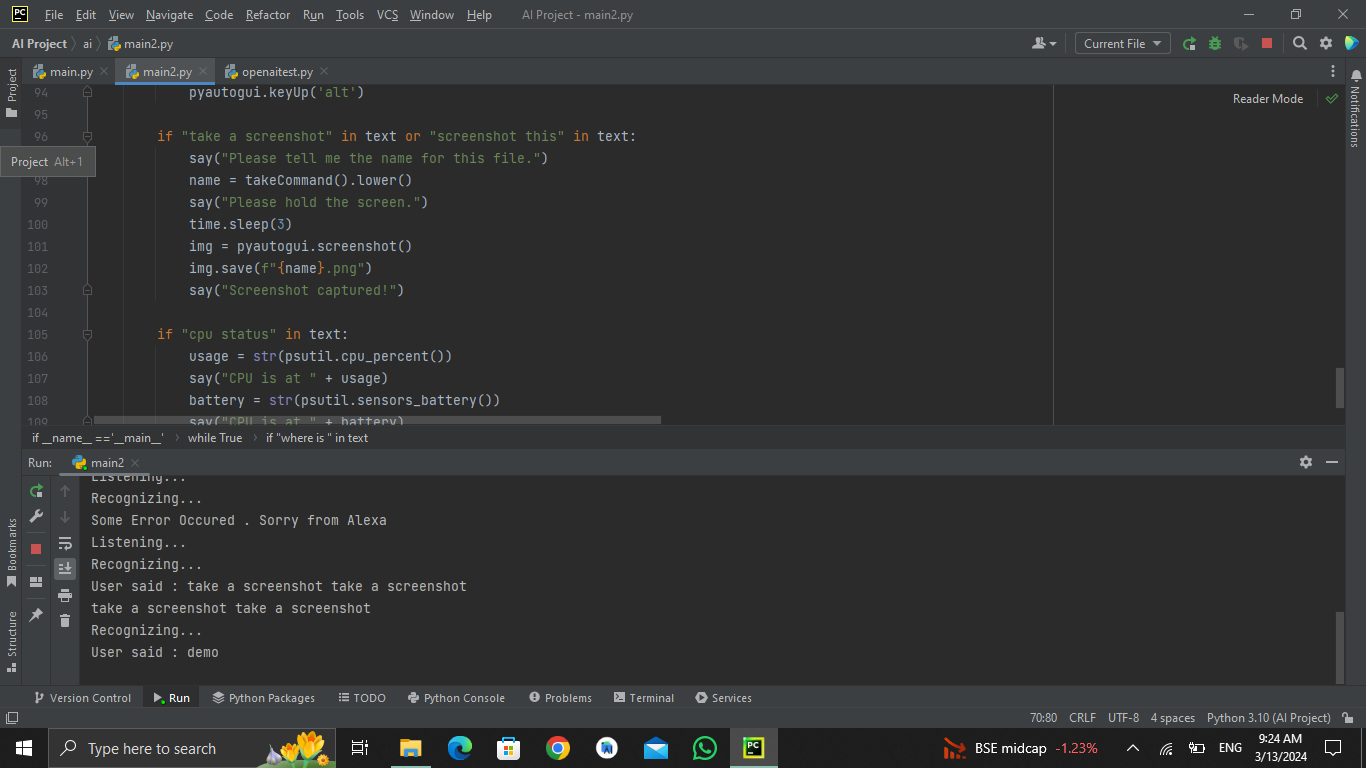 PC File Edit View Navigate Code Refactor Run Tools VCS Window Help AI Project - main2.py
AI Project ai main2.py Current File
main.py main2.py openaitest.py
Project
Notifications
Reader Mode
94 pyautogui.keyUp('alt')
95
96 if "take a screenshot" in text or "screenshot this" in text:
say("Please tell me the name for this file.")
Project Alt+1
98 name = takeCommand().lower()
99 say("Please hold the screen.")
100 time.sleep(3)
101 img = pyautogui.screenshot()
102 img.save(f"{name}.png")
103 say("Screenshot captured!")
104
105 if "cpu status" in text:
106 usage = str(psutil.cpu_percent())
107 say("CPU is at " + usage)
108 battery = str(psutil.sensors_battery())
109 say("CPU is at " + battery)
if __name__ =='__main__' while True if "where is " in text
Run: main2
Listening...
Recognizing...
Some Error Occured . Sorry from Alexa
Listening...
Recognizing...
User said : take a screenshot take a screenshot
take a screenshot take a screenshot
Recognizing...
User said : demo
Bookmarks
Structure
Version Control Run Python Packages TODO Python Console Problems Terminal Services
70:80 CRLF UTF-8 4 spaces Python 3.10 (AI Project)
Type here to search
PC
BSE midcap -1.23% ENG
9:24 AM
3/13/2024